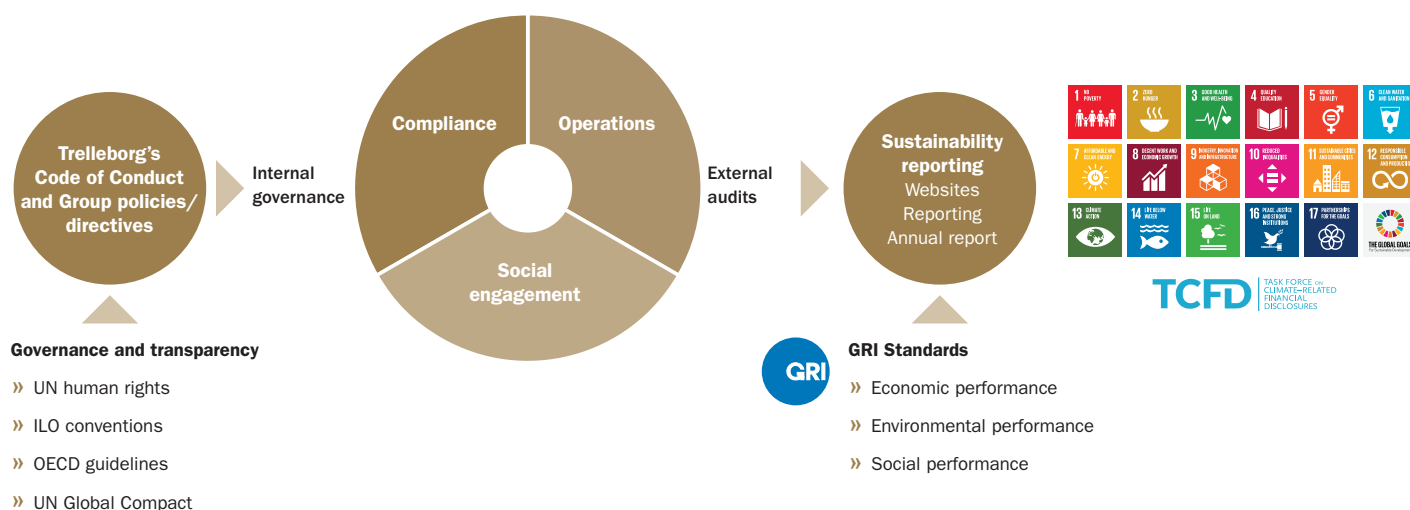 Trelleborg's
Code of Conduct
and Group policies/
directives
Internal
governance
Compliance
Operations
Social
engagement
External
audits
Sustainability
reporting
Websites
Reporting
Annual report
1 NO
POVERTY
2 ZERO
HUNGER
3 GOOD HEALTH
AND WELL-BEING
4 QUALITY
EDUCATION
5 GENDER
EQUALITY
6 CLEAN WATER
AND SANITATION
7 AFFORDABLE AND
CLEAN ENERGY
8 DECENT WORK AND
ECONOMIC GROWTH
9 INDUSTRY, INNOVATION
AND INFRASTRUCTURE
10 REDUCED
INEQUALITIES
11 SUSTAINABLE CITIES
AND COMMUNITIES
12 RESPONSIBLE
CONSUMPTION
AND PRODUCTION
13 CLIMATE
ACTION
14 LIFE BELOW
WATER
15 LIFE
ON LAND
16 PEACE, JUSTICE
AND STRONG
INSTITUTIONS
17 PARTNERSHIPS
FOR THE GOALS
THE GLOBAL GOALS
For Sustainable Development
TCFD
TASK FORCE ON
CLIMATE-RELATED
FINANCIAL
DISCLOSURES
Governance and transparency
» UN human rights
» ILO conventions
» OECD guidelines
» UN Global Compact
GRI
GRI Standards
» Economic performance
» Environmental performance
» Social performance